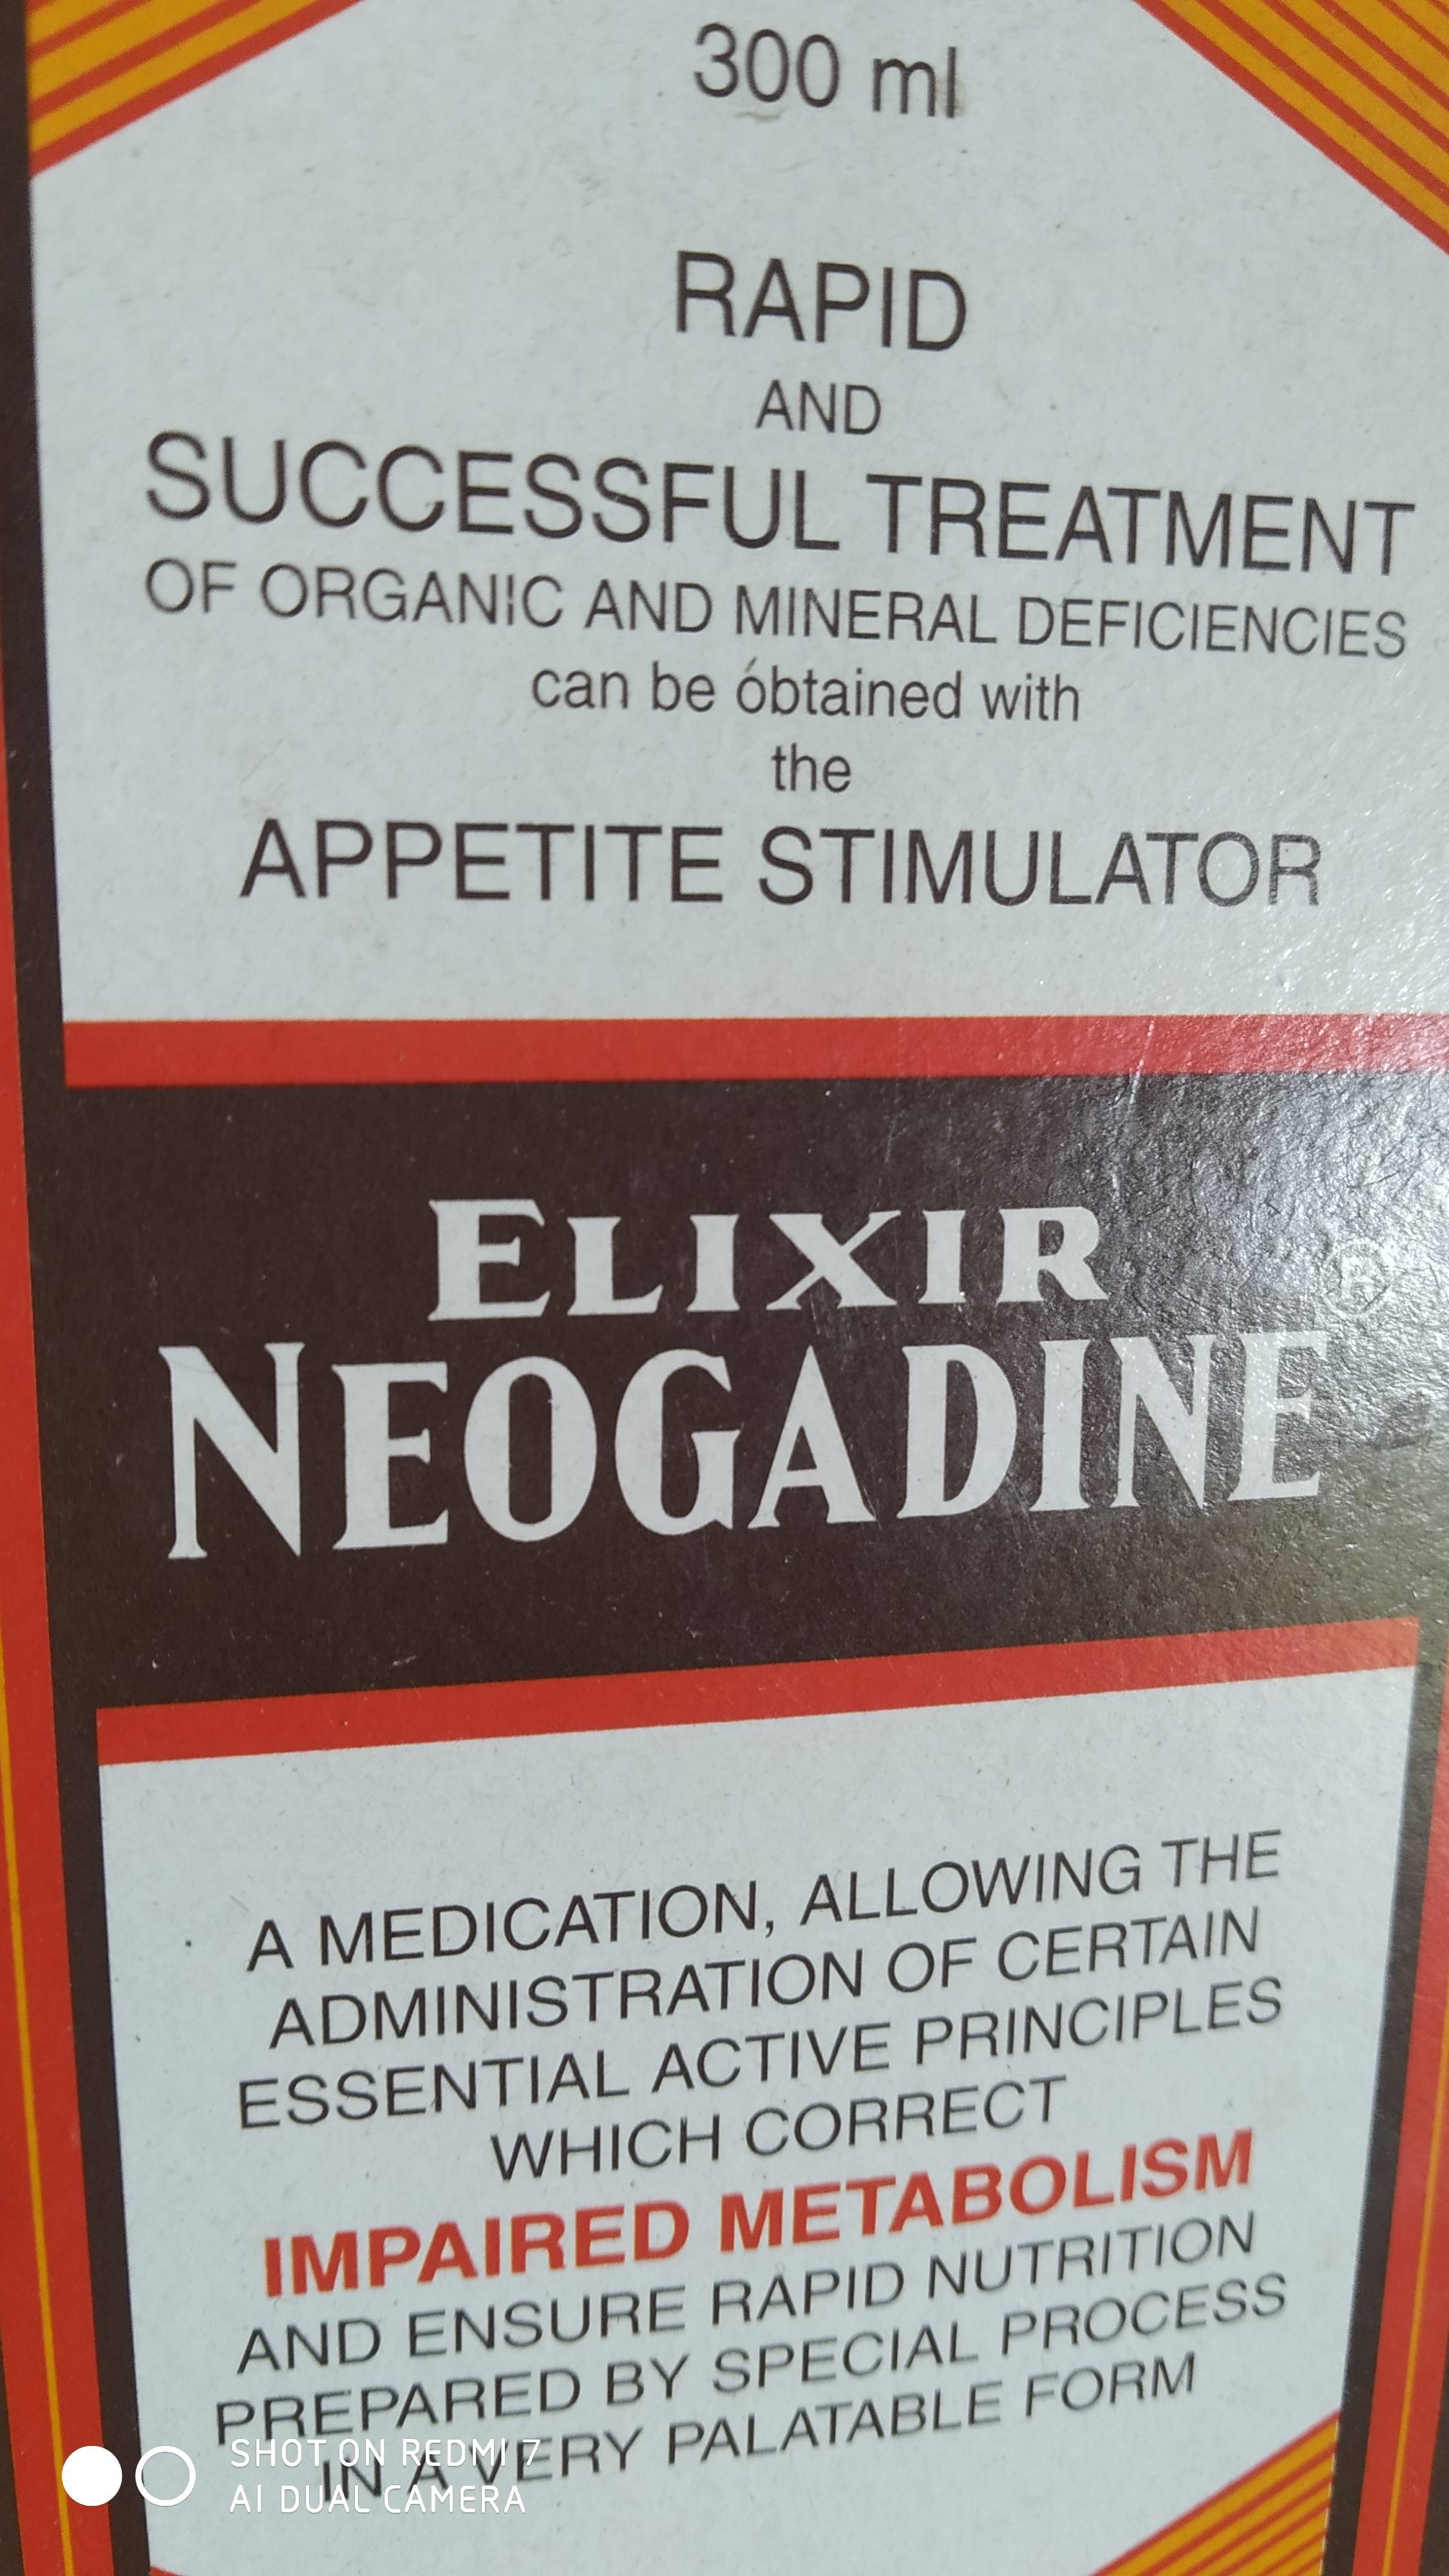 300 ml
RAPID
AND
SUCCESSFUL TREATMENT
OF ORGANIC AND MINERAL DEFICIENCIES
can be obtained with
the
APPETITE STIMULATOR
ELIXIR ®
NEOGADINE
A MEDICATION, ALLOWING THE
ADMINISTRATION OF CERTAIN
ESSENTIAL ACTIVE PRINCIPLES
WHICH CORRECT
IMPAIRED METABOLISM
AND ENSURE RAPID NUTRITION
PREPARED BY SPECIAL PROCESS
IN A VERY PALATABLE FORM
SHOT ON REDMI 7
AI DUAL CAMERA